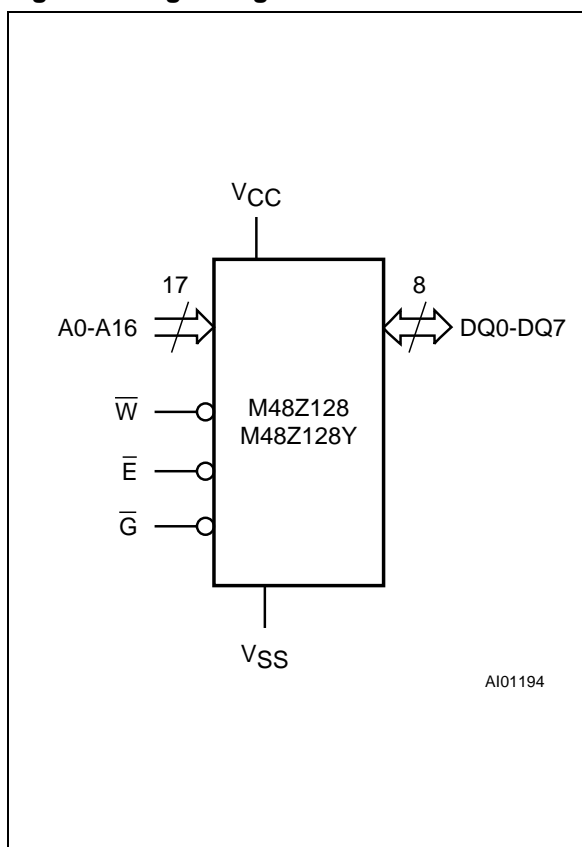 VCC
17
8
A0-A16
DQ0-DQ7
W̅
M48Z128
M48Z128Y
E̅
G̅
VSS
AI01194